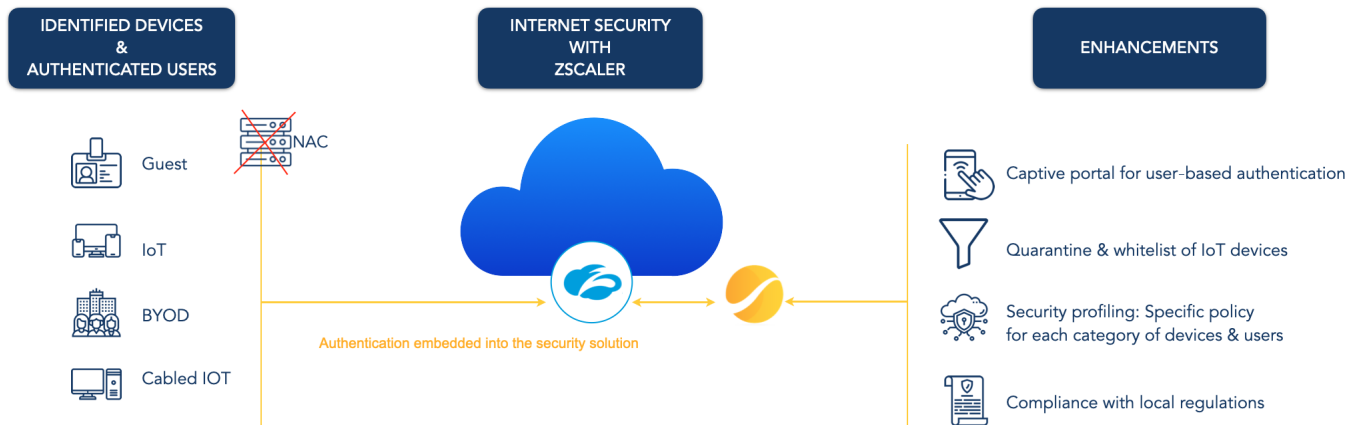 IDENTIFIED DEVICES
&
AUTHENTICATED USERS
INTERNET SECURITY
WITH
ZSCALER
ENHANCEMENTS
NAC
Guest
IoT
BYOD
Cabled IOT
Authentication embedded into the security solution
Captive portal for user-based authentication
Quarantine & whitelist of IoT devices
Security profiling: Specific policy
for each category of devices & users
Compliance with local regulations